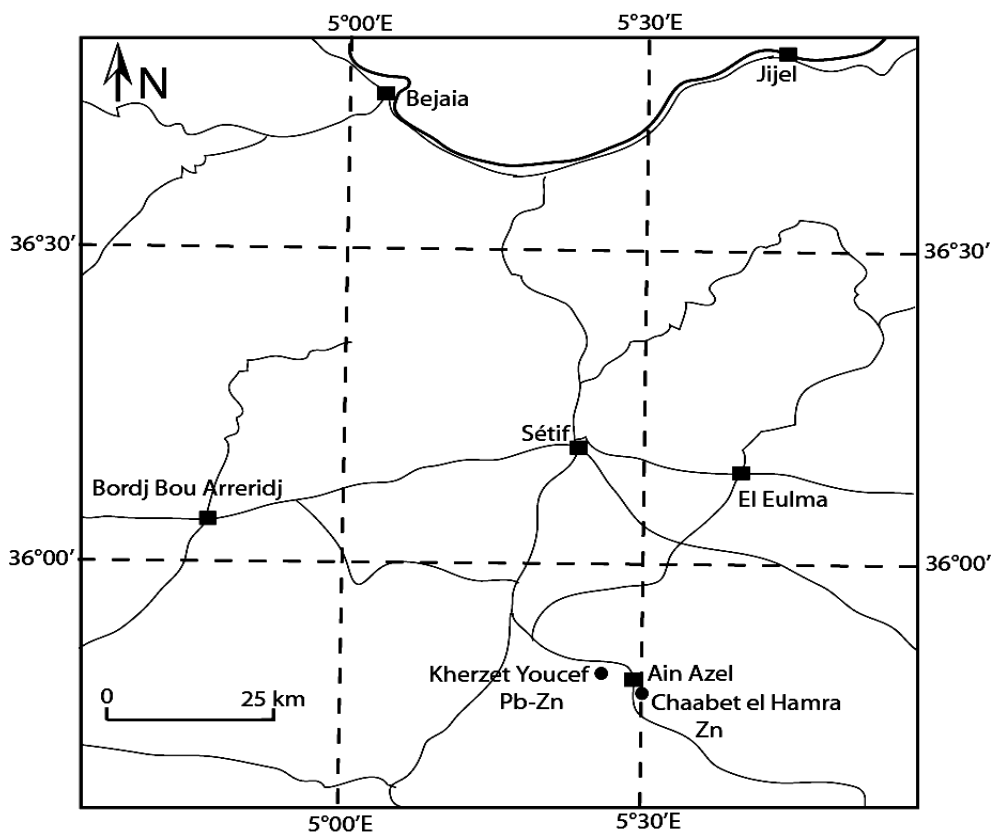 5°00'E 5°30'E
N
Jijel
Bejaia
36°30' 36°30'
Sétif
Bordj Bou Arreridj
El Eulma
36°00' 36°00'
Kherzet Youcef Ain Azel
Pb-Zn
Chaabet el Hamra
Zn
0 25 km
5°00'E 5°30'E